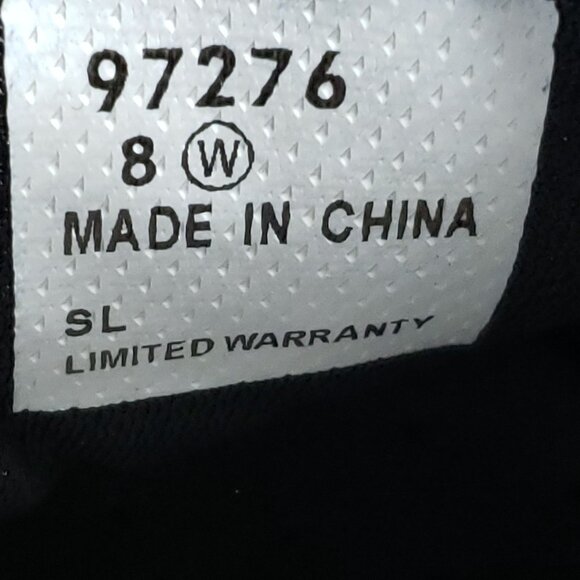 97276
8 W
MADE IN CHINA
SL
LIMITED WARRANTY